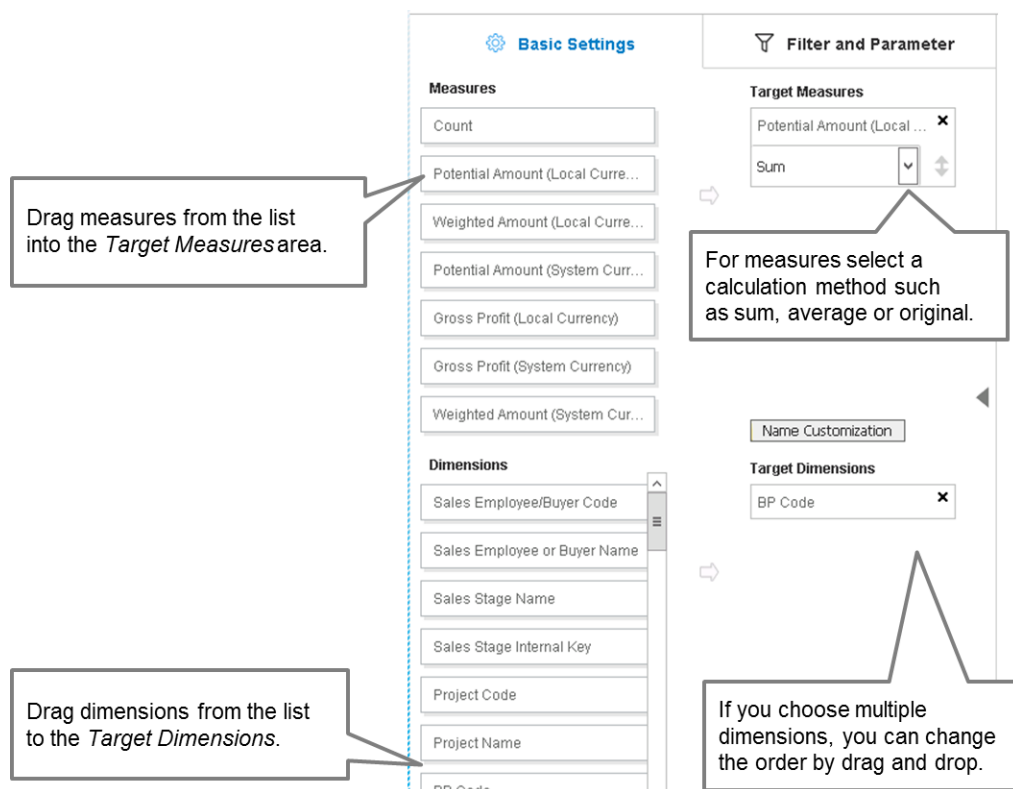 Basic Settings
Filter and Parameter
Measures
Count
Potential Amount (Local Curre...
Weighted Amount (Local Curre...
Potential Amount (System Curr...
Gross Profit (Local Currency)
Gross Profit (System Currency)
Weighted Amount (System Cur...
Dimensions
Sales Employee/Buyer Code
Sales Employee or Buyer Name
Sales Stage Name
Sales Stage Internal Key
Project Code
Project Name
BP Code
Target Measures
Potential Amount (Local ...
Sum
Name Customization
Target Dimensions
BP Code
Drag measures from the list
into the Target Measures area.
For measures select a
calculation method such
as sum, average or original.
Drag dimensions from the list
to the Target Dimensions.
If you choose multiple
dimensions, you can change
the order by drag and drop.